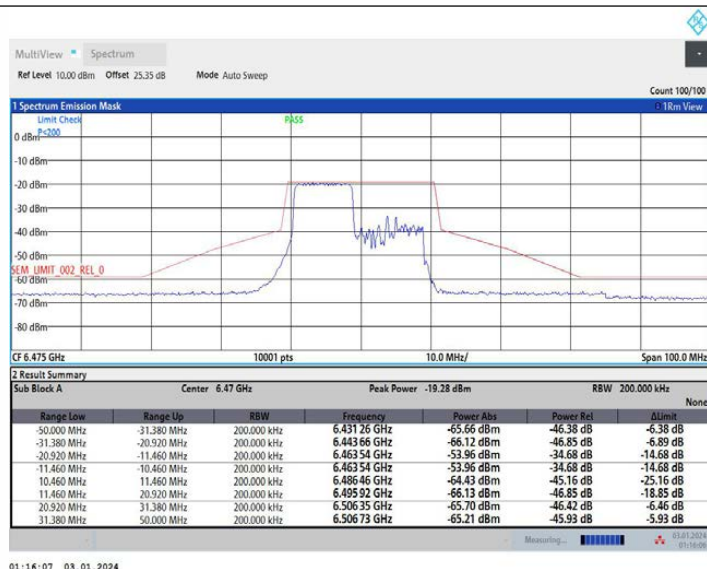 MultiView Spectrum
Ref Level 10.00 dBm Offset 25.35 dB Mode Auto Sweep
Count 100/100
1 Spectrum Emission Mask 1Rm View
Limit Check PASS
P<200
0 dBm
-10 dBm
-20 dBm
-30 dBm
-40 dBm
-50 dBm
SEM_LIMIT_002_REL_0
-60 dBm
-70 dBm
-80 dBm
CF 6.475 GHz 10001 pts 10.0 MHz/ Span 100.0 MHz
2 Result Summary
Sub Block A Center 6.47 GHz Peak Power -19.28 dBm RBW 200.000 kHz
None
Range Low Range Up RBW Frequency Power Abs Power Rel ΔLimit
-50.000 MHz -31.380 MHz 200.000 kHz 6.431 26 GHz -65.66 dBm -46.38 dB -6.38 dB
-31.380 MHz -20.920 MHz 200.000 kHz 6.443 66 GHz -66.12 dBm -46.85 dB -6.89 dB
-20.920 MHz -11.460 MHz 200.000 kHz 6.463 54 GHz -53.96 dBm -34.68 dB -14.68 dB
-11.460 MHz -10.460 MHz 200.000 kHz 6.463 54 GHz -53.96 dBm -34.68 dB -14.68 dB
10.460 MHz 11.460 MHz 200.000 kHz 6.486 46 GHz -64.43 dBm -45.16 dB -25.16 dB
11.460 MHz 20.920 MHz 200.000 kHz 6.495 92 GHz -66.13 dBm -46.85 dB -18.85 dB
20.920 MHz 31.380 MHz 200.000 kHz 6.506 35 GHz -65.70 dBm -46.42 dB -6.46 dB
31.380 MHz 50.000 MHz 200.000 kHz 6.506 73 GHz -65.21 dBm -45.93 dB -5.93 dB
Measuring... 03.01.2024
01:16:06
01:16:07 03.01.2024